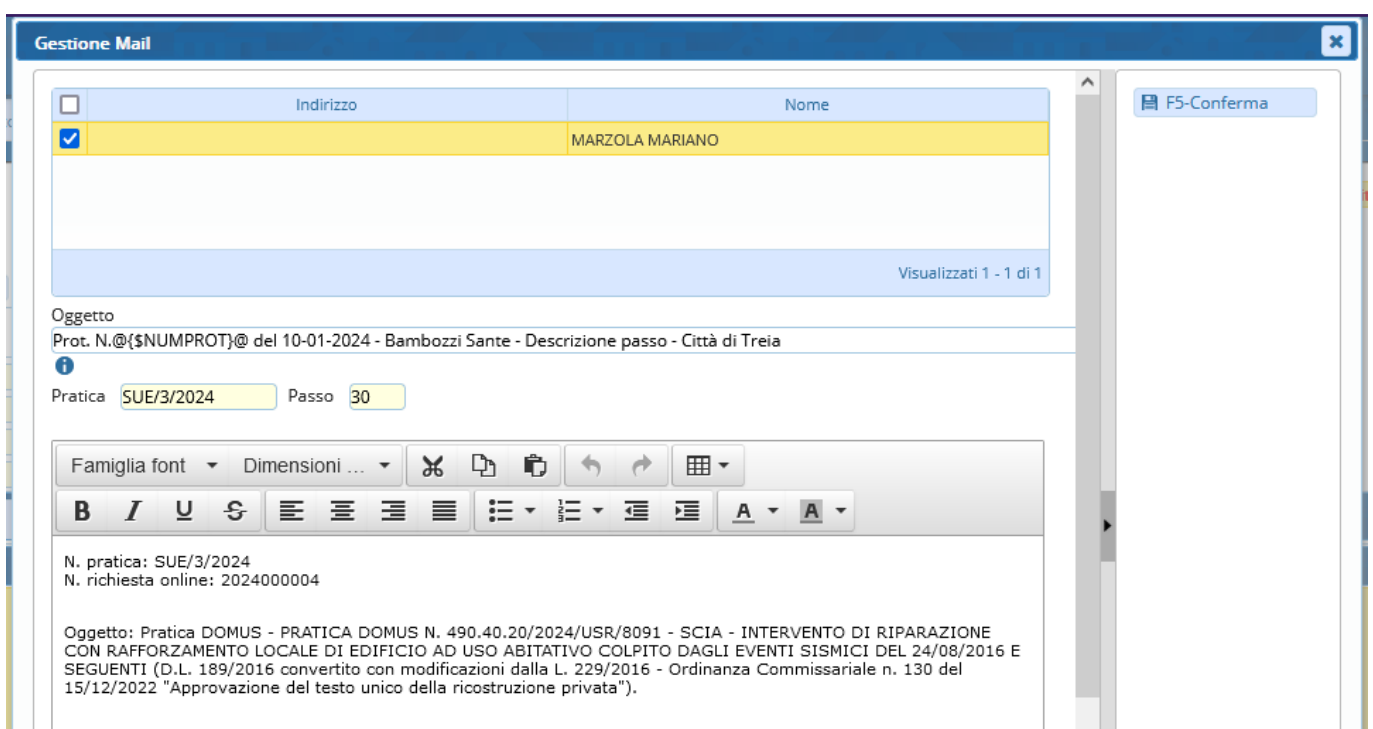 Gestione Mail
Indirizzo Nome
MARZOLA MARIANO
Visualizzati 1 - 1 di 1
F5-Conferma
Oggetto
Prot. N.@{$NUMPROT}@ del 10-01-2024 - Bambozzi Sante - Descrizione passo - Città di Treia
Pratica SUE/3/2024 Passo 30
Famiglia font Dimensioni ...
B I U S A A
N. pratica: SUE/3/2024
N. richiesta online: 2024000004
Oggetto: Pratica DOMUS - PRATICA DOMUS N. 490.40.20/2024/USR/8091 - SCIA - INTERVENTO DI RIPARAZIONE
CON RAFFORZAMENTO LOCALE DI EDIFICIO AD USO ABITATIVO COLPITO DAGLI EVENTI SISMICI DEL 24/08/2016 E
SEGUENTI (D.L. 189/2016 convertito con modificazioni dalla L. 229/2016 - Ordinanza Commissariale n. 130 del
15/12/2022 "Approvazione del testo unico della ricostruzione privata").